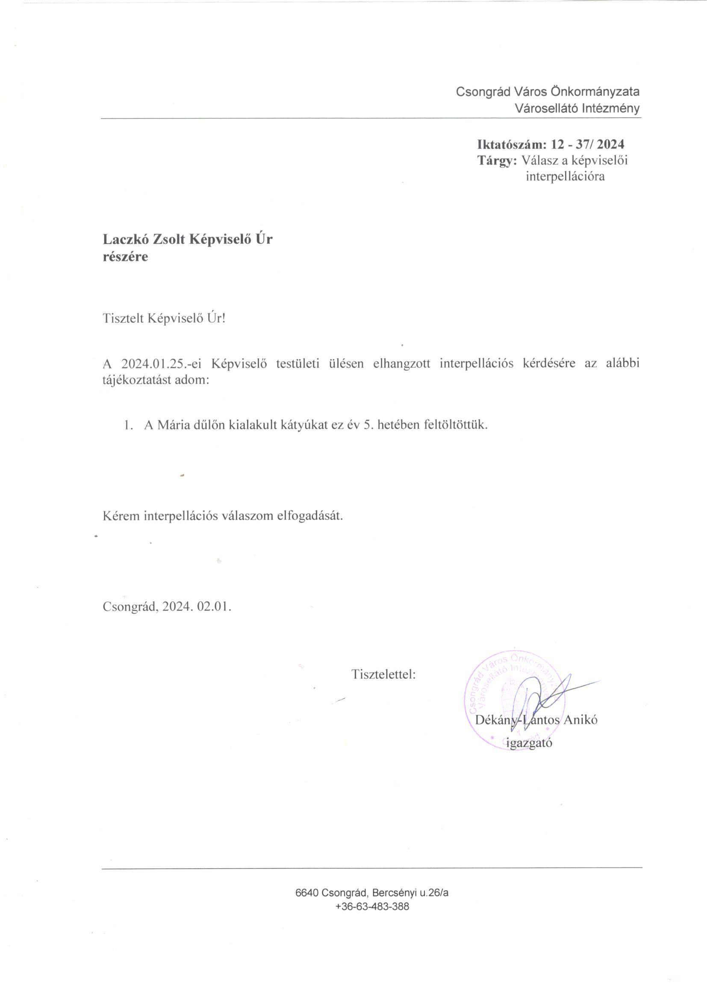 Csongrád Város Önkormányzata
Városellátó Intézmény
Iktatószám: 12 - 37/ 2024
Tárgy: Válasz a képviselői
interpellációra
Laczkó Zsolt Képviselő Úr
részére
Tisztelt Képviselő Úr!
A 2024.01.25.-ei Képviselő testületi ülésen elhangzott interpellációs kérdésére az alábbi
tájékoztatást adom:
1. A Mária dűlőn kialakult kátyúkat ez év 5. hetében feltöltöttük.
Kérem interpellációs válaszom elfogadását.
Csongrád, 2024. 02.01.
Tisztelettel:
Csongrád Város Önkormányzata
Városellátó Intézménye
Csongrád
Dékány-Lantos Anikó
igazgató
6640 Csongrád, Bercsényi u.26/a
+36-63-483-388